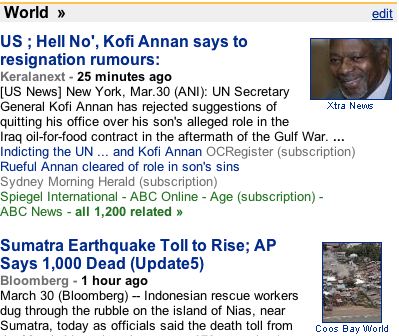 World »
edit
US ; Hell No', Kofi Annan says to
resignation rumours:
Keralanext - 25 minutes ago
[US News] New York, Mar.30 (ANI): UN Secretary
General Kofi Annan has rejected suggestions of
quitting his office over his son's alleged role in the
Iraq oil-for-food contract in the aftermath of the Gulf War. ...
Xtra News
Indicting the UN ... and Kofi Annan OCRegister (subscription)
Rueful Annan cleared of role in son's sins
Sydney Morning Herald (subscription)
Spiegel International - ABC Online - Age (subscription) -
ABC News - all 1,200 related »
Sumatra Earthquake Toll to Rise; AP
Says 1,000 Dead (Update5)
Bloomberg - 1 hour ago
March 30 (Bloomberg) -- Indonesian rescue workers
dug through the rubble on the island of Nias, near
Sumatra, today as officials said the death toll from
Coos Bay World